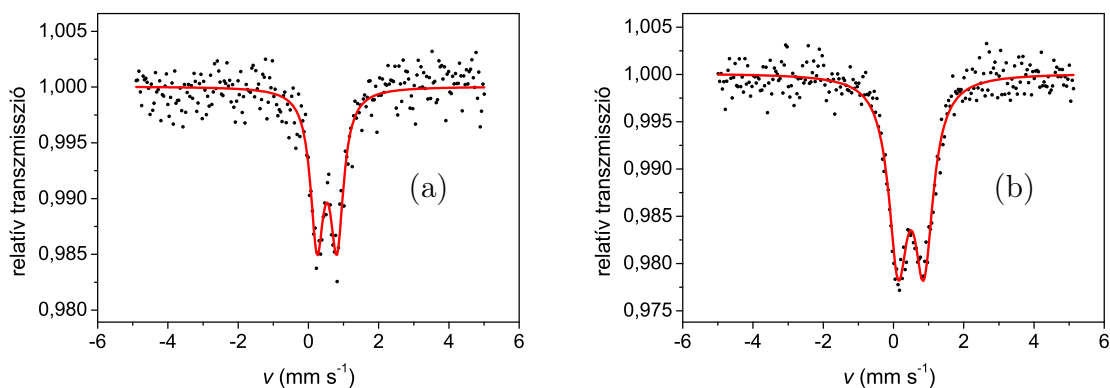 1,005
1,000
0,995
0,990
0,985
0,980
relatív transzmisszió
(a)
-6 -4 -2 0 2 4 6
v (mm s⁻¹)
1,005
1,000
0,995
0,990
0,985
0,980
0,975
relatív transzmisszió
(b)
-6 -4 -2 0 2 4 6
v (mm s⁻¹)